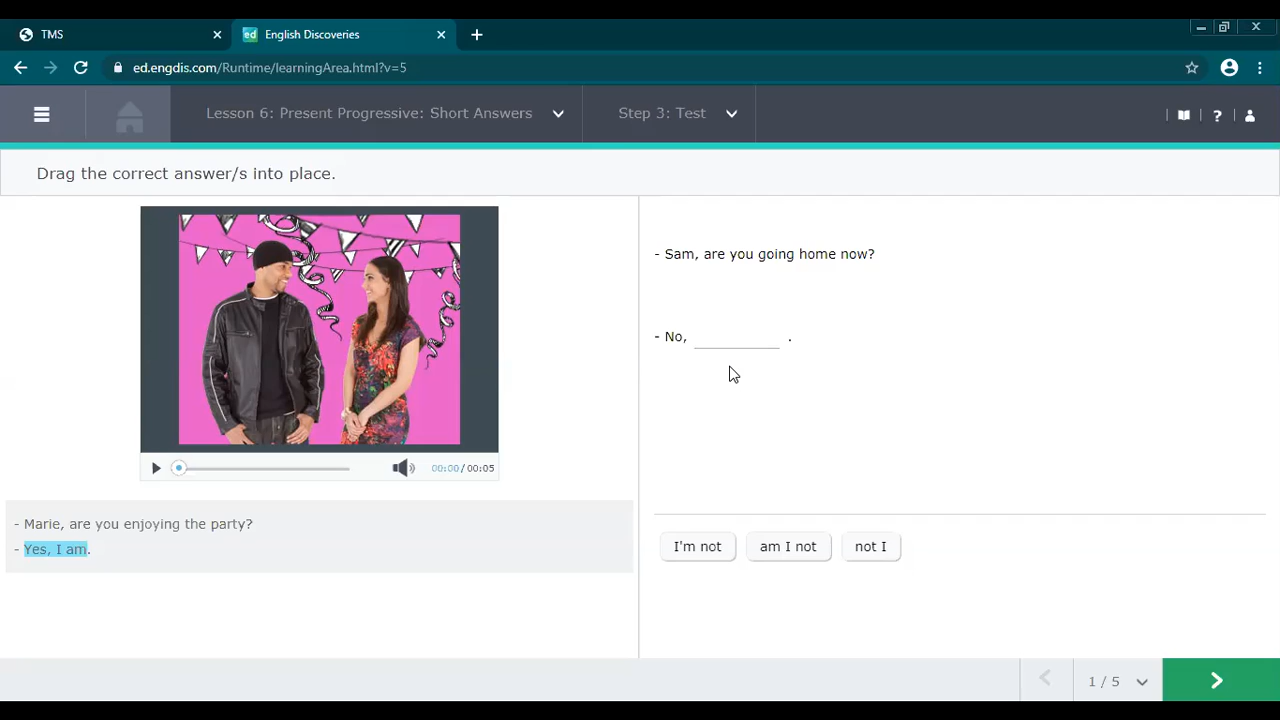 TMS
ed English Discoveries
ed.engdis.com/Runtime/learningArea.html?v=5
Lesson 6: Present Progressive: Short Answers
Step 3: Test
?
Drag the correct answer/s into place.
- Sam, are you going home now?
- No, __________ .
00:00/00:05
- Marie, are you enjoying the party?
- Yes, I am.
I'm not
am I not
not I
1 / 5